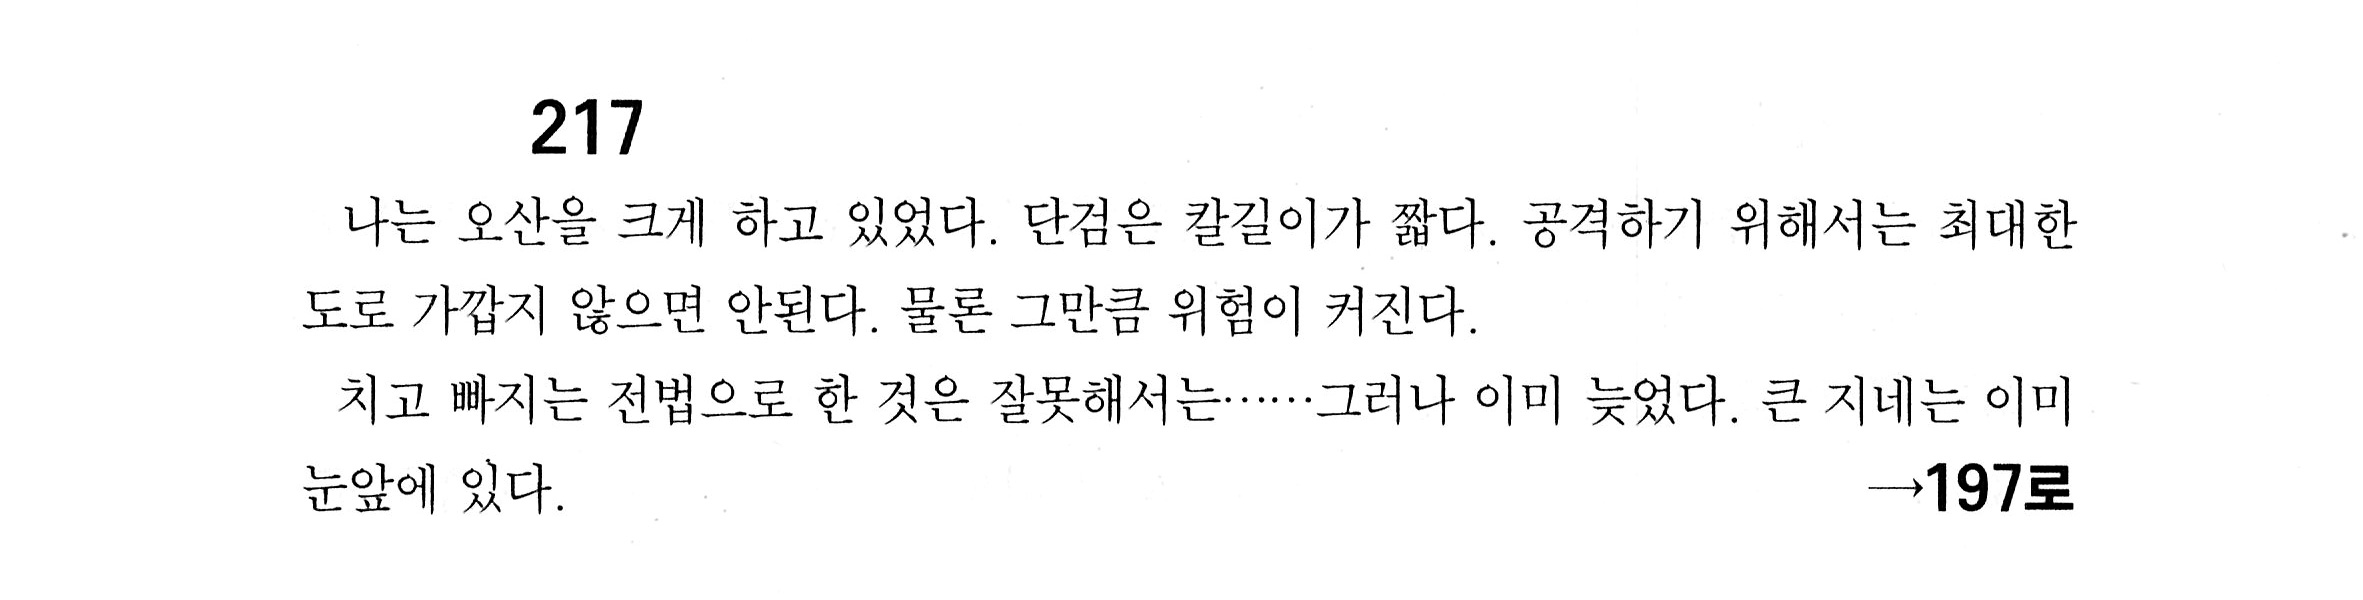 217
나는 오산을 크게 하고 있었다. 단검은 칼길이가 짧다. 공격하기 위해서는 최대한
도로 가깝지 않으면 안된다. 물론 그만큼 위험이 커진다.
치고 빠지는 전법으로 한 것은 잘못해서는……그러나 이미 늦었다. 큰 지네는 이미
눈앞에 있다. →197로